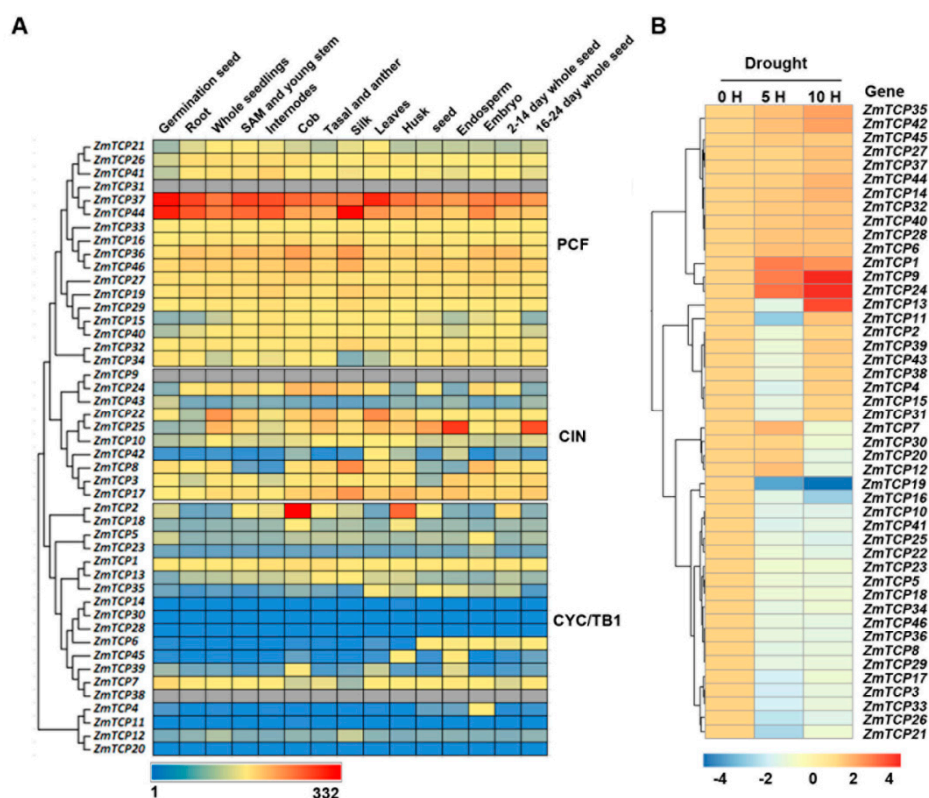 A
Germination seed
Root
Whole seedlings
SAM and young stem
Internodes
Cob
Tasal and anther
Silk
Leaves
Husk
seed
Endosperm
Embryo
2-14 day whole seed
16-24 day whole seed
ZmTCP21
ZmTCP26
ZmTCP41
ZmTCP31
ZmTCP37
ZmTCP44
ZmTCP33
ZmTCP16
ZmTCP36
ZmTCP46
ZmTCP27
ZmTCP19
ZmTCP29
ZmTCP15
ZmTCP40
ZmTCP32
ZmTCP34
PCF
ZmTCP9
ZmTCP24
ZmTCP43
ZmTCP22
ZmTCP25
ZmTCP10
ZmTCP42
ZmTCP8
ZmTCP3
ZmTCP17
CIN
ZmTCP2
ZmTCP18
ZmTCP5
ZmTCP23
ZmTCP1
ZmTCP13
ZmTCP35
ZmTCP14
ZmTCP30
ZmTCP28
ZmTCP6
ZmTCP45
ZmTCP39
ZmTCP7
ZmTCP38
ZmTCP4
ZmTCP11
ZmTCP12
ZmTCP20
CYC/TB1
1 332
B
Drought
0 H 5 H 10 H Gene
ZmTCP35
ZmTCP42
ZmTCP45
ZmTCP27
ZmTCP37
ZmTCP44
ZmTCP14
ZmTCP32
ZmTCP40
ZmTCP28
ZmTCP6
ZmTCP1
ZmTCP9
ZmTCP24
ZmTCP13
ZmTCP11
ZmTCP2
ZmTCP39
ZmTCP43
ZmTCP38
ZmTCP4
ZmTCP15
ZmTCP31
ZmTCP7
ZmTCP30
ZmTCP20
ZmTCP12
ZmTCP19
ZmTCP16
ZmTCP10
ZmTCP41
ZmTCP25
ZmTCP22
ZmTCP23
ZmTCP5
ZmTCP18
ZmTCP34
ZmTCP46
ZmTCP36
ZmTCP8
ZmTCP29
ZmTCP17
ZmTCP3
ZmTCP33
ZmTCP26
ZmTCP21
-4 -2 0 2 4